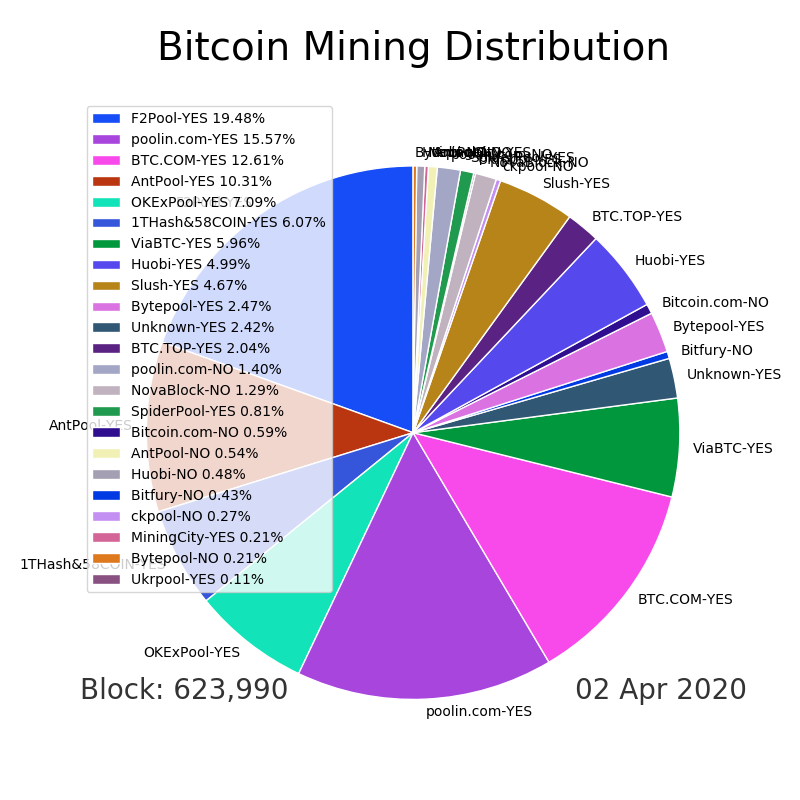 Bitcoin Mining Distribution
F2Pool-YES 19.48%
poolin.com-YES 15.57%
BTC.COM-YES 12.61%
AntPool-YES 10.31%
OKExPool-YES 7.09%
1THash&58COIN-YES 6.07%
ViaBTC-YES 5.96%
Huobi-YES 4.99%
Slush-YES 4.67%
Bytepool-YES 2.47%
Unknown-YES 2.42%
BTC.TOP-YES 2.04%
poolin.com-NO 1.40%
NovaBlock-NO 1.29%
SpiderPool-YES 0.81%
Bitcoin.com-NO 0.59%
AntPool-NO 0.54%
Huobi-NO 0.48%
Bitfury-NO 0.43%
ckpool-NO 0.27%
MiningCity-YES 0.21%
Bytepool-NO 0.21%
Ukrpool-YES 0.11%
NovaBlock-NO
ckpool-NO
Slush-YES
BTC.TOP-YES
Huobi-YES
Bitcoin.com-NO
Bytepool-YES
Bitfury-NO
Unknown-YES
ViaBTC-YES
BTC.COM-YES
poolin.com-YES
OKExPool-YES
1THash&58COIN-YES
AntPool-YES
Block: 623,990
02 Apr 2020